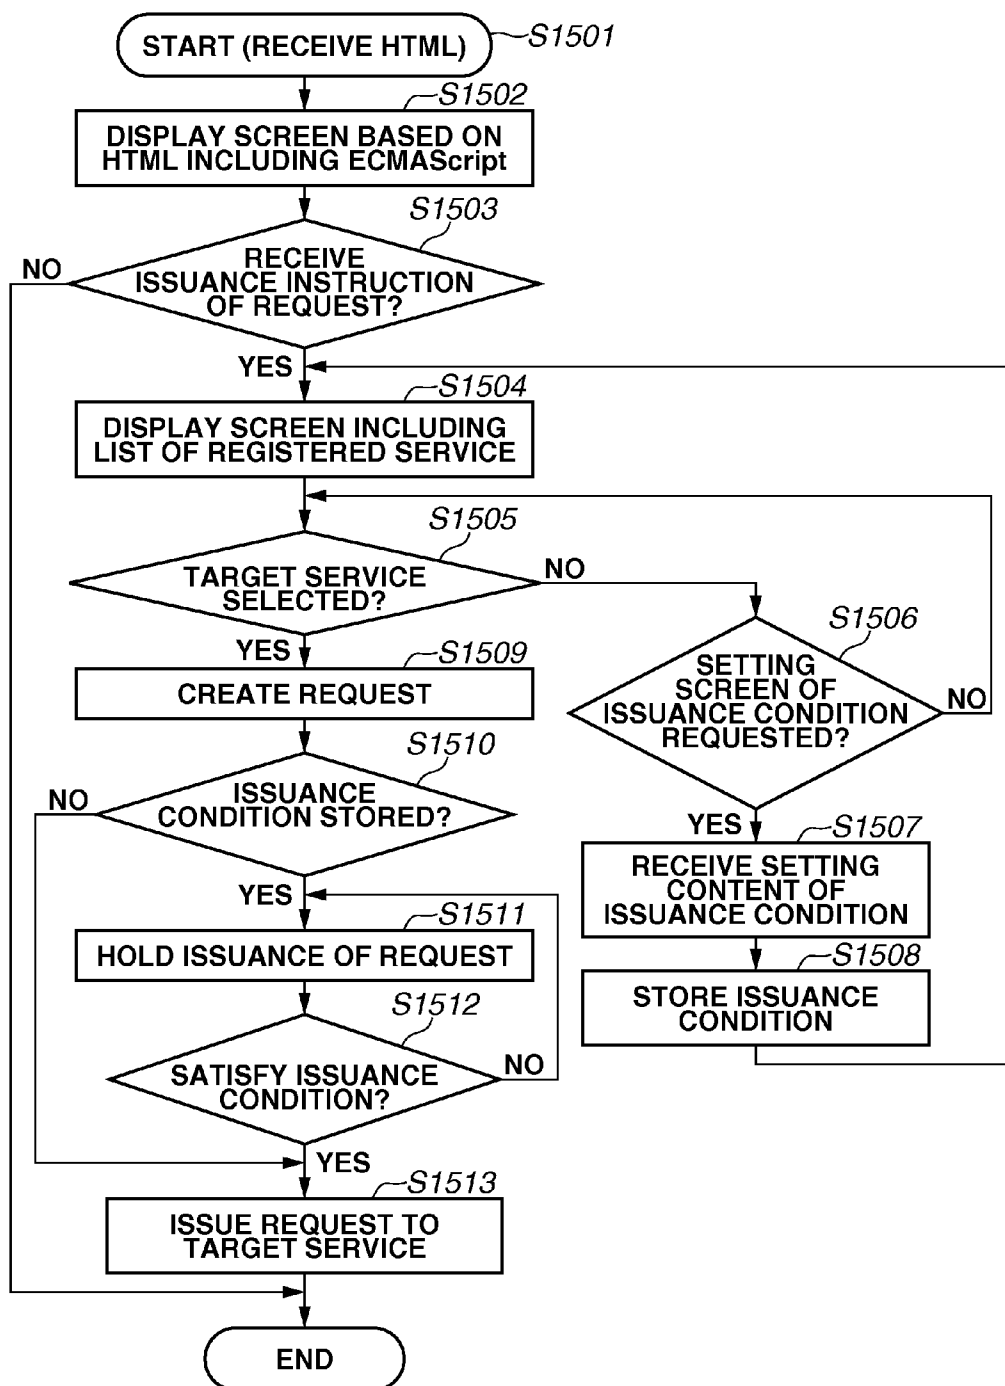 START (RECEIVE HTML)
S1501
S1502
DISPLAY SCREEN BASED ON
HTML INCLUDING ECMAScript
S1503
RECEIVE
ISSUANCE INSTRUCTION
OF REQUEST?
NO
YES
S1504
DISPLAY SCREEN INCLUDING
LIST OF REGISTERED SERVICE
S1505
TARGET SERVICE
SELECTED?
NO
YES
S1506
SETTING
SCREEN OF
ISSUANCE CONDITION
REQUESTED?
NO
YES
S1507
RECEIVE SETTING
CONTENT OF
ISSUANCE CONDITION
S1508
STORE ISSUANCE
CONDITION
S1509
CREATE REQUEST
S1510
ISSUANCE
CONDITION STORED?
NO
YES
S1511
HOLD ISSUANCE OF REQUEST
S1512
SATISFY ISSUANCE
CONDITION?
NO
YES
S1513
ISSUE REQUEST TO
TARGET SERVICE
END